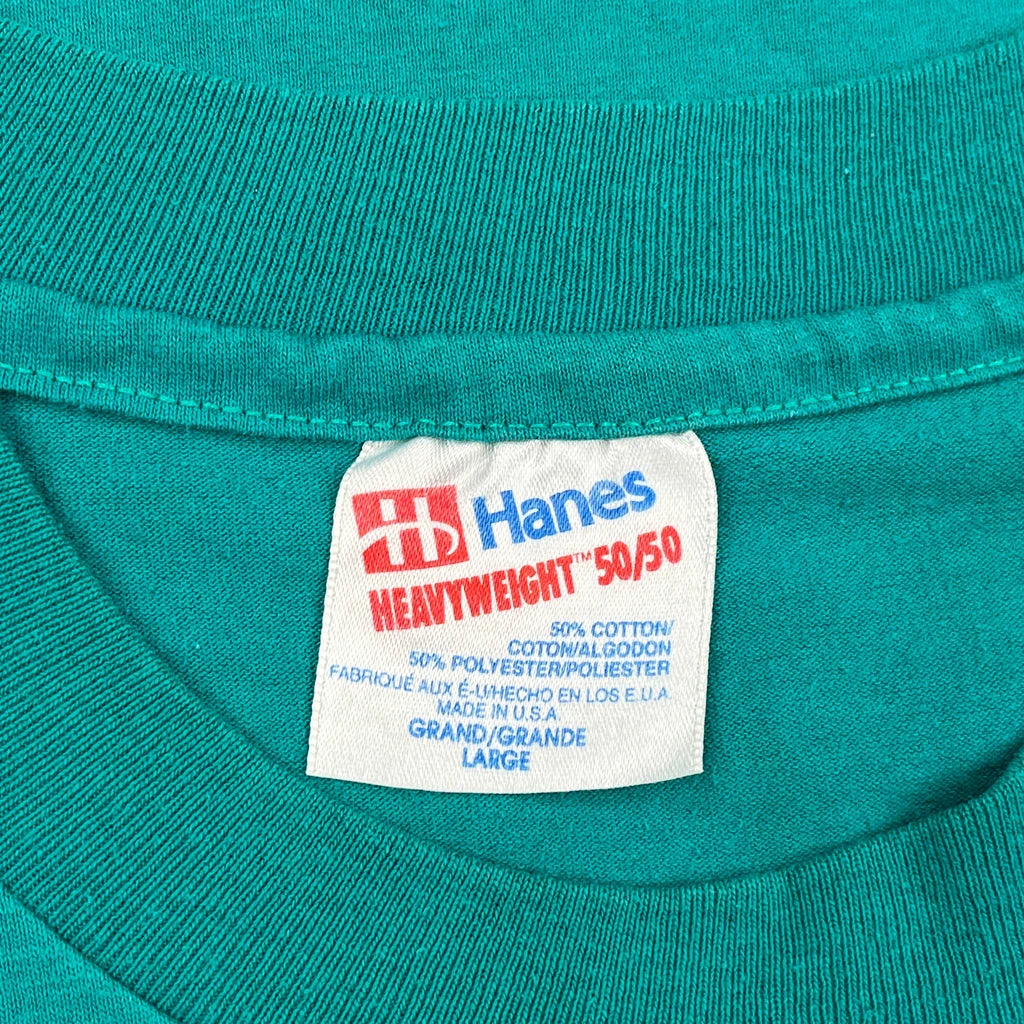 H Hanes
HEAVYWEIGHT™ 50/50
50% COTTON/
COTON/ALGODON
50% POLYESTER/POLIESTER
FABRIQUÉ AUX É-U/HECHO EN LOS E.U.A.
MADE IN U.S.A.
GRAND/GRANDE
LARGE